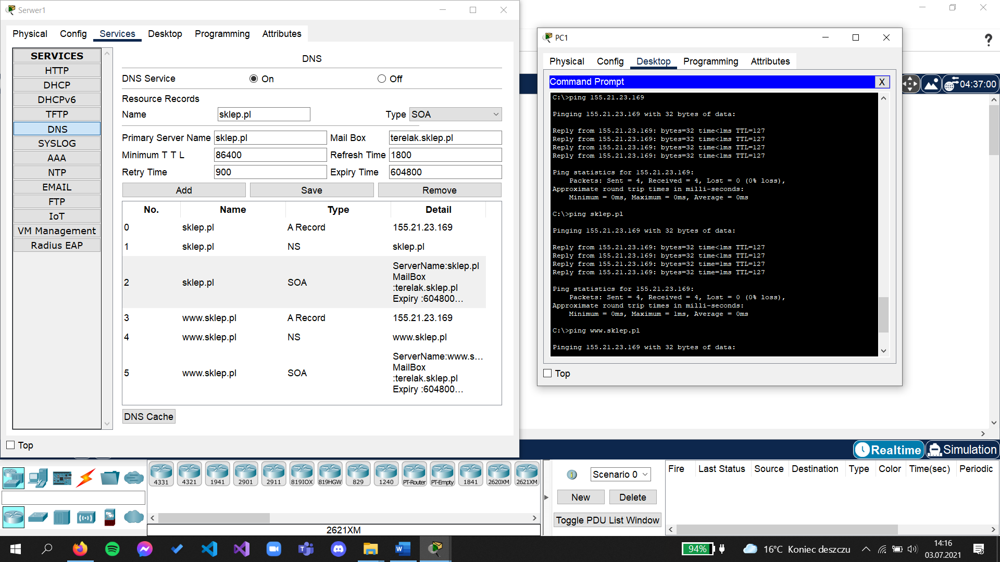 Serwer1
Physical Config Services Desktop Programming Attributes
SERVICES
HTTP
DHCP
DHCPv6
TFTP
DNS
SYSLOG
AAA
NTP
EMAIL
FTP
IoT
VM Management
Radius EAP
DNS
DNS Service On Off
Resource Records
Name sklep.pl Type SOA
Primary Server Name sklep.pl Mail Box terelak.sklep.pl
Minimum T T L 86400 Refresh Time 1800
Retry Time 900 Expiry Time 604800
Add Save Remove
No. Name Type Detail
0 sklep.pl A Record 155.21.23.169
1 sklep.pl NS sklep.pl
2 sklep.pl SOA ServerName:sklep.pl
MailBox
:terelak.sklep.pl
Expiry :604800...
3 www.sklep.pl A Record 155.21.23.169
4 www.sklep.pl NS www.sklep.pl
5 www.sklep.pl SOA ServerName:www.s...
MailBox
:terelak.sklep.pl
Expiry :604800...
DNS Cache
Top
PC1
Physical Config Desktop Programming Attributes
Command Prompt X
C:\>ping 155.21.23.169
Pinging 155.21.23.169 with 32 bytes of data:
Reply from 155.21.23.169: bytes=32 time<1ms TTL=127
Reply from 155.21.23.169: bytes=32 time<1ms TTL=127
Reply from 155.21.23.169: bytes=32 time<1ms TTL=127
Reply from 155.21.23.169: bytes=32 time<1ms TTL=127
Ping statistics for 155.21.23.169:
Packets: Sent = 4, Received = 4, Lost = 0 (0% loss),
Approximate round trip times in milli-seconds:
Minimum = 0ms, Maximum = 0ms, Average = 0ms
C:\>ping sklep.pl
Pinging 155.21.23.169 with 32 bytes of data:
Reply from 155.21.23.169: bytes=32 time<1ms TTL=127
Reply from 155.21.23.169: bytes=32 time<1ms TTL=127
Reply from 155.21.23.169: bytes=32 time=1ms TTL=127
Reply from 155.21.23.169: bytes=32 time=1ms TTL=127
Ping statistics for 155.21.23.169:
Packets: Sent = 4, Received = 4, Lost = 0 (0% loss),
Approximate round trip times in milli-seconds:
Minimum = 0ms, Maximum = 1ms, Average = 0ms
C:\>ping www.sklep.pl
Pinging 155.21.23.169 with 32 bytes of data:
Top
?
04:37:00
Realtime Simulation
4331 4321 1941 2901 2911 819IOX 819HGW 829 1240 PT-Router PT-Empty 1841 2620XM 2621XM
2621XM
Scenario 0
New Delete
Toggle PDU List Window
Fire Last Status Source Destination Type Color Time(sec) Periodic
94% 16°C Koniec deszczu
14:16
03.07.2021